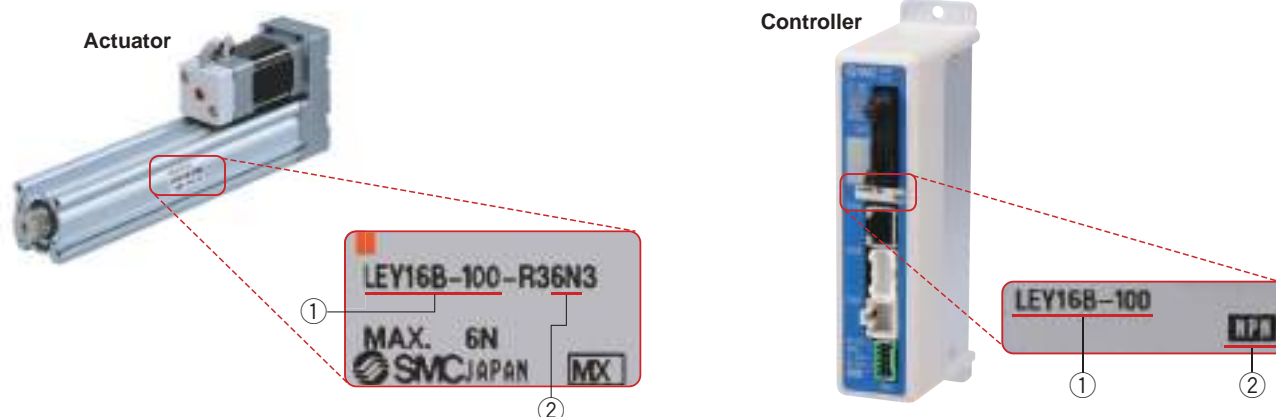 Actuator
Controller
LEY16B-100-R36N3
①
MAX. 6N
SMC JAPAN MX
②
LEY16B-100
NPN
①
②